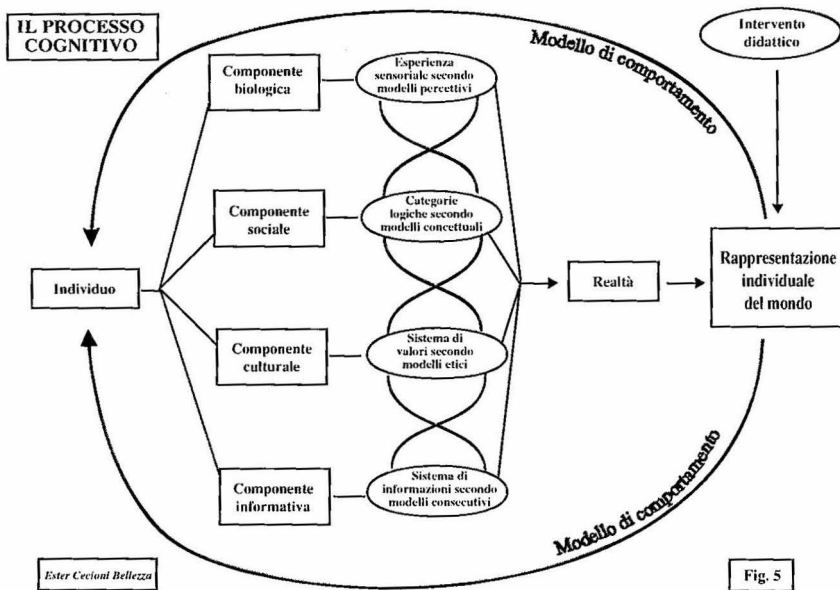 IL PROCESSO
COGNITIVO
Modello di comportamento
Intervento
didattico
Componente
biologica
Esperienza
sensoriale secondo
modelli percettivi
Componente
sociale
Categorie
logiche secondo
modelli concettuali
Individuo
Realtà
Rappresentazione
individuale
del mondo
Componente
culturale
Sistema di
valori secondo
modelli etici
Componente
informativa
Sistema di
informazioni secondo
modelli consecutivi
Modello di comportamento
Ester Cecioni Bellezza
Fig. 5